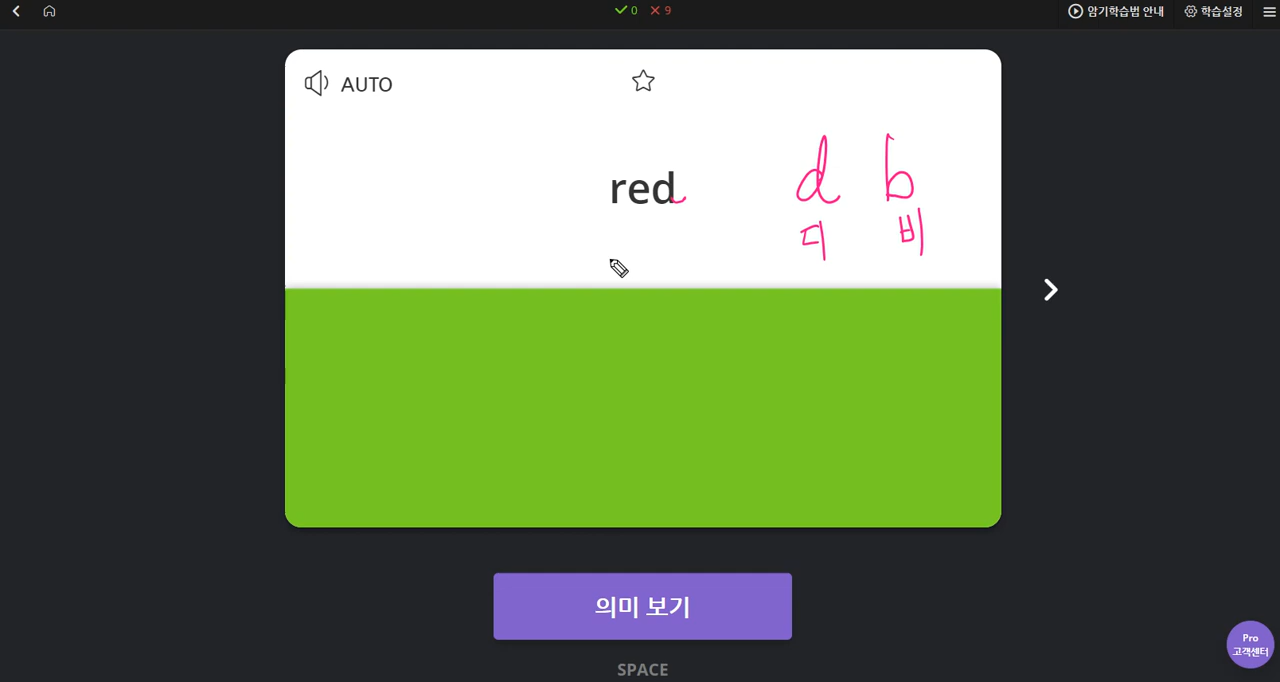 0 9 암기학습법 안내 학습설정
AUTO
red d b
디 비
의미 보기
SPACE
Pro
고객센터